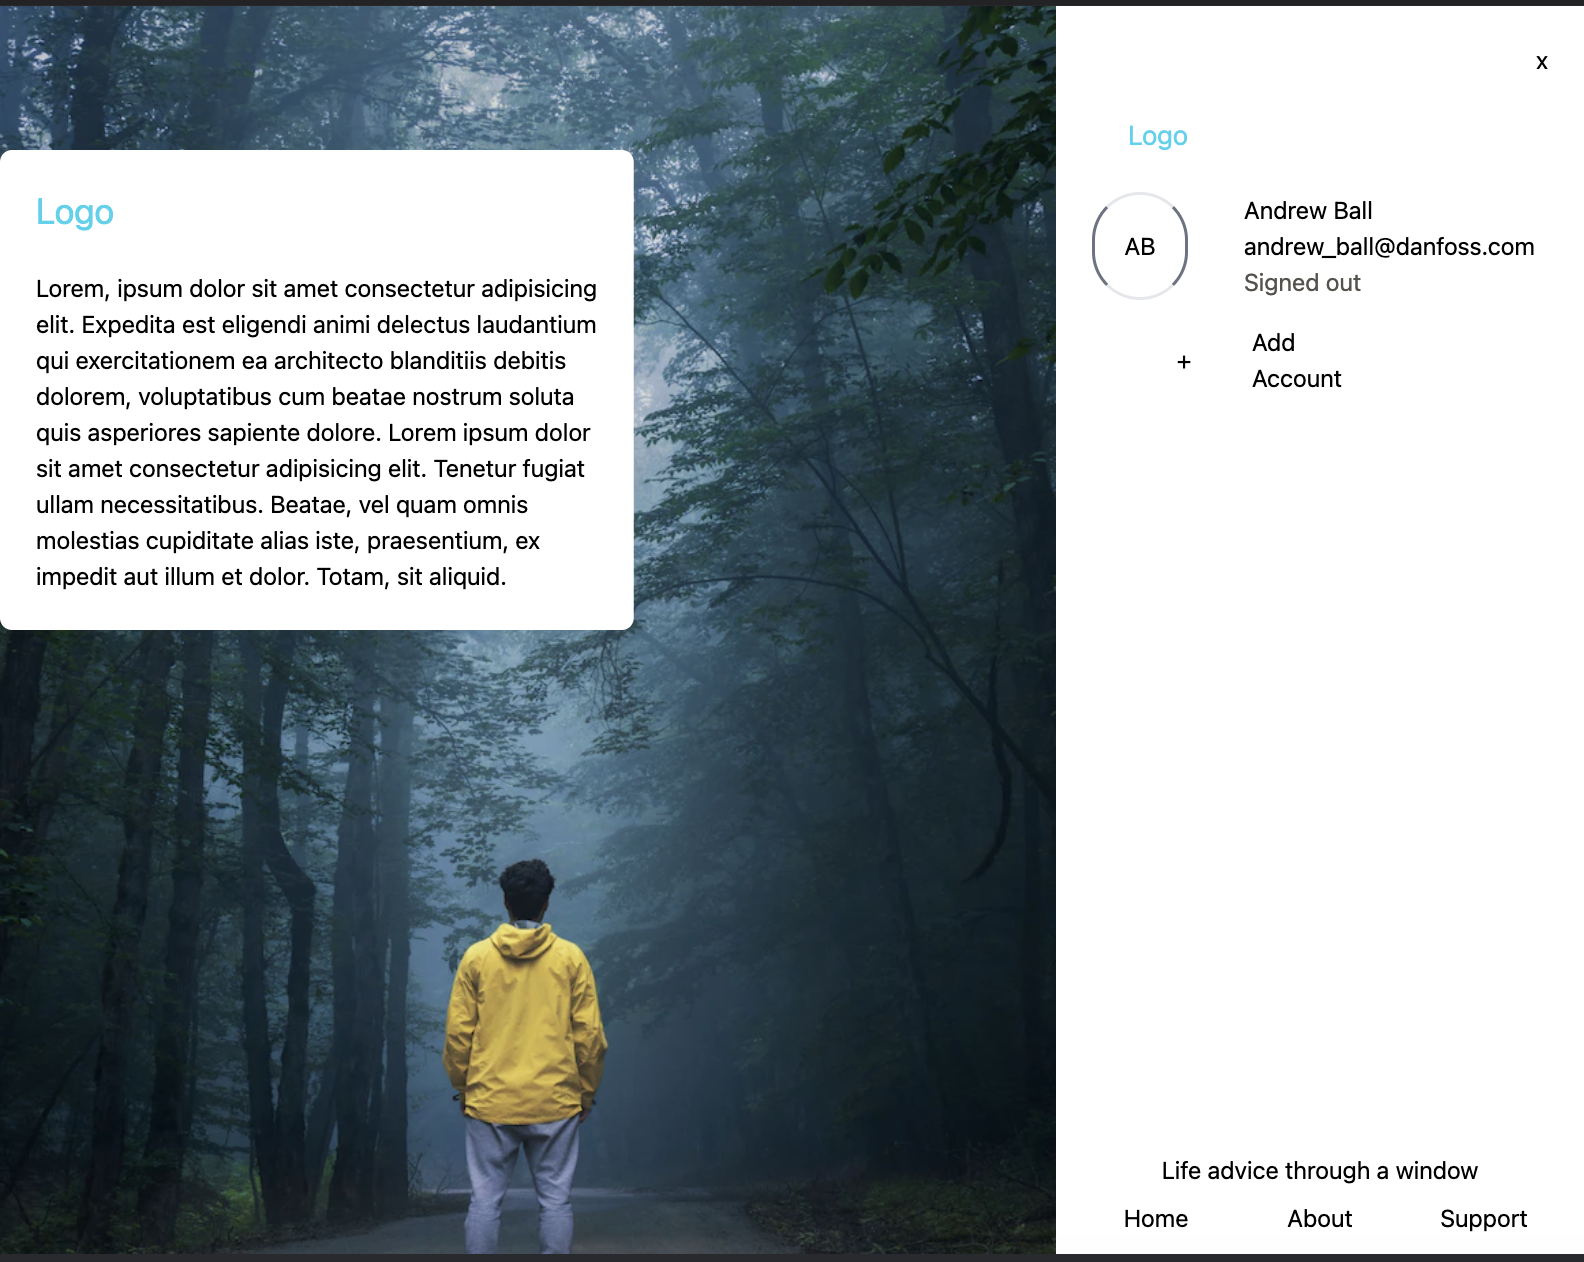 Logo
Lorem, ipsum dolor sit amet consectetur adipisicing
elit. Expedita est eligendi animi delectus laudantium
qui exercitationem ea architecto blanditiis debitis
dolorem, voluptatibus cum beatae nostrum soluta
quis asperiores sapiente dolore. Lorem ipsum dolor
sit amet consectetur adipisicing elit. Tenetur fugiat
ullam necessitatibus. Beatae, vel quam omnis
molestias cupiditate alias iste, praesentium, ex
impedit aut illum et dolor. Totam, sit aliquid.
x
Logo
AB
Andrew Ball
andrew_ball@danfoss.com
Signed out
+
Add
Account
Life advice through a window
Home About Support